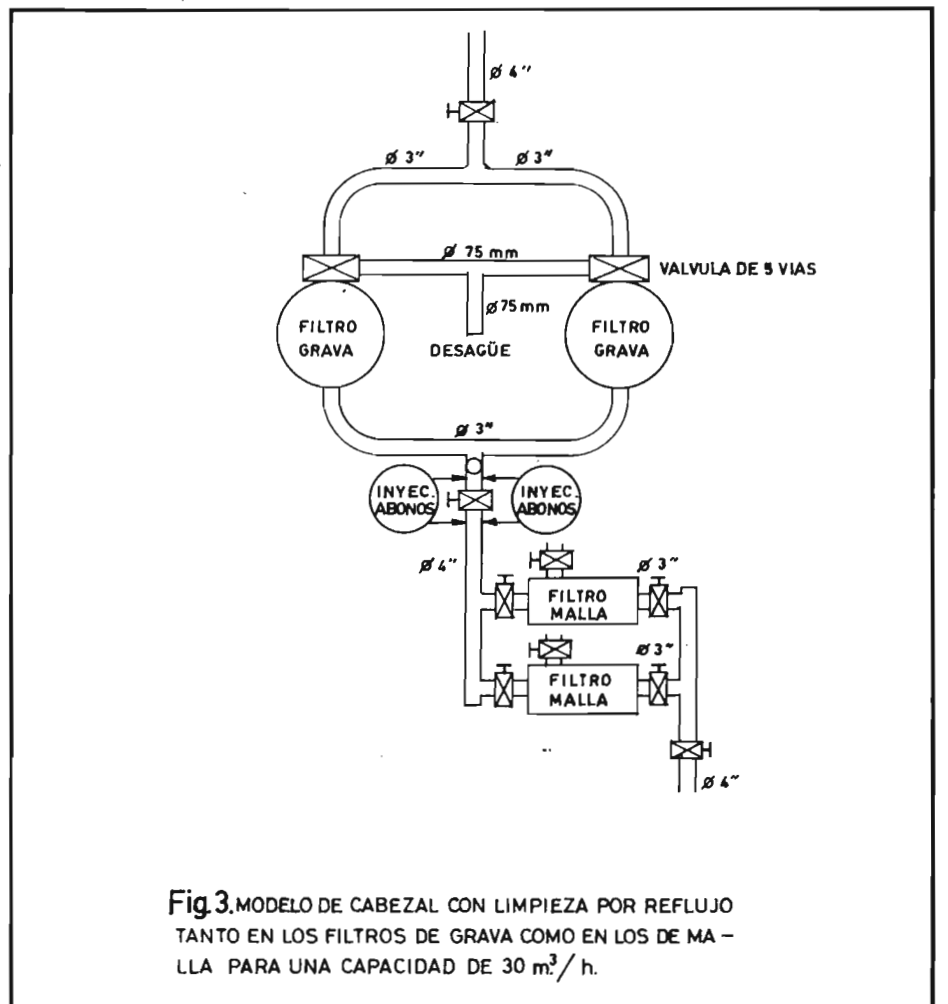 Ø 4"
Ø 3" Ø 3"
Ø 75 mm
VALVULA DE 5 VIAS
Ø 75 mm
FILTRO
GRAVA
FILTRO
GRAVA
DESAGÜE
Ø 3"
INYEC.
ABONOS
INYEC.
ABONOS
Ø 4"
Ø 3"
FILTRO
MALLA
Ø 3"
FILTRO
MALLA
Ø 4"
Fig.3. MODELO DE CABEZAL CON LIMPIEZA POR REFLUJO
TANTO EN LOS FILTROS DE GRAVA COMO EN LOS DE MA –
LLA PARA UNA CAPACIDAD DE 30 m³/ h.